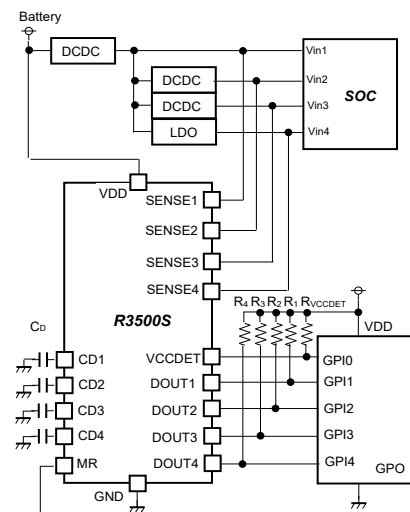 Battery
DCDC
Vin1
DCDC
Vin2
SOC
DCDC
Vin3
LDO
Vin4
VDD
SENSE1
SENSE2
SENSE3
SENSE4
R3500S
R4 R3 R2 R1 RVCCDET
CD
VDD
VCCDET
GPI0
CD1
DOUT1
GPI1
CD2
DOUT2
GPI2
CD3
DOUT3
GPI3
CD4
DOUT4
GPI4
MR
GPO
GND